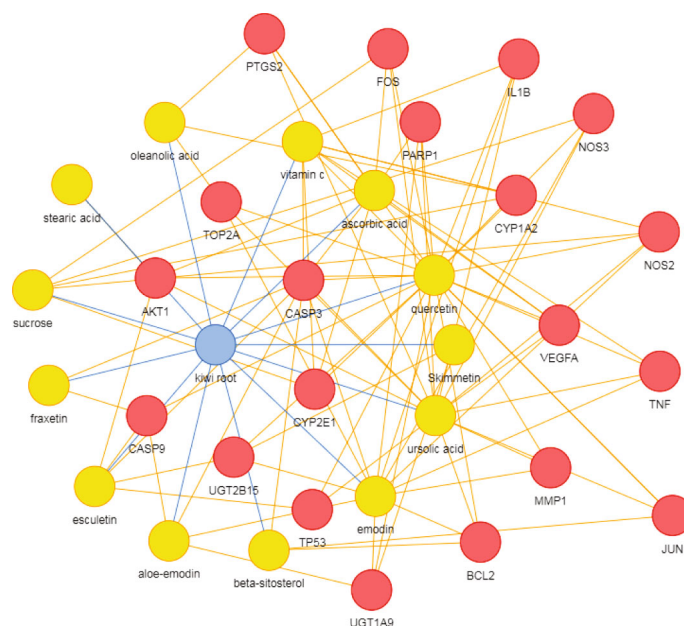 PTGS2
FOS
IL1B
PARP1
NOS3
oleanolic acid
vitamin c
stearic acid
ascorbic acid
TOP2A
CYP1A2
NOS2
AKT1
CASP3
quercetin
sucrose
VEGFA
kiwi root
Skimmetin
TNF
fraxetin
CYP2E1
CASP9
ursolic acid
UGT2B15
MMP1
esculetin
TP53
emodin
JUN
aloe-emodin
beta-sitosterol
BCL2
UGT1A9